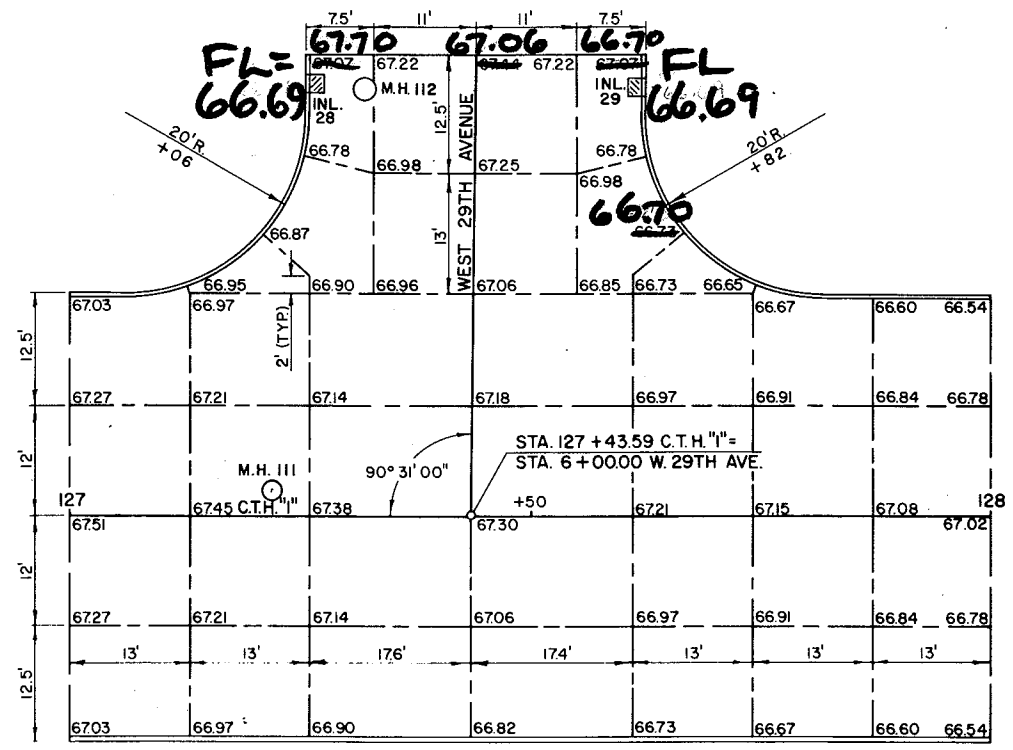 7.5' 11' 11' 7.5'
67.70 67.06 66.70
FL= FL
67.07 67.22 67.44 67.22 67.07
66.69 INL. 28 M.H. 112 INL. 29 66.69
20'R. +06 12.5' WEST 29TH AVENUE 20'R. +82
66.78 66.98 67.25 66.78
66.98
66.70
66.87 13' 66.77
66.95 66.90 66.96 67.06 66.85 66.73 66.65
67.03 66.97 66.67 66.60 66.54
12.5' 2' (TYP.)
67.27 67.21 67.14 67.18 66.97 66.91 66.84 66.78
12' STA. 127 +43.59 C.T.H. "I"=
M.H. 111 90° 31' 00" STA. 6+00.00 W. 29TH AVE.
127 +50 128
67.45 C.T.H. "I" 67.38 67.21 67.15 67.08
67.51 67.30 67.02
12'
67.27 67.21 67.14 67.06 66.97 66.91 66.84 66.78
13' 13' 17.6' 17.4' 13' 13' 13'
12.5'
67.03 66.97 66.90 66.82 66.73 66.67 66.60 66.54